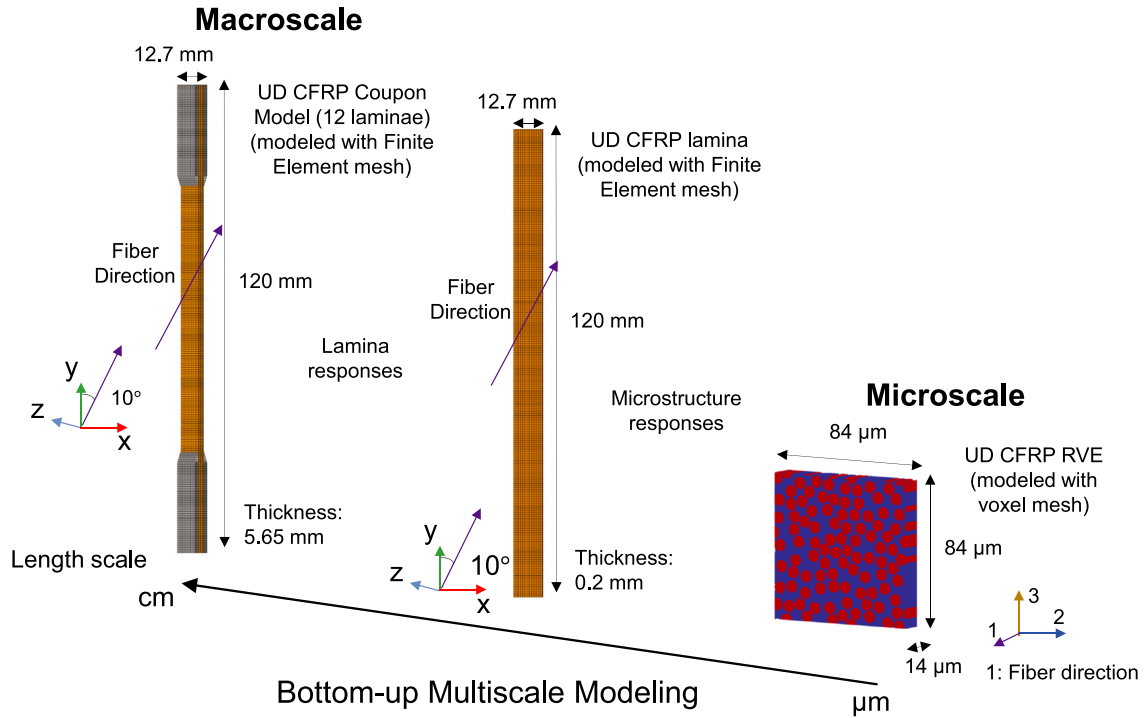 Macroscale
12.7 mm
UD CFRP Coupon
Model (12 laminae)
(modeled with Finite
Element mesh)
Fiber
Direction
120 mm
y
10°
z
x
Thickness:
5.65 mm
Lamina
responses
12.7 mm
UD CFRP lamina
(modeled with Finite
Element mesh)
Fiber
Direction
120 mm
y
10°
z
x
Thickness:
0.2 mm
Microstructure
responses
Microscale
84 µm
UD CFRP RVE
(modeled with
voxel mesh)
84 µm
14 µm
3
2
1
1: Fiber direction
Length scale
cm
µm
Bottom-up Multiscale Modeling